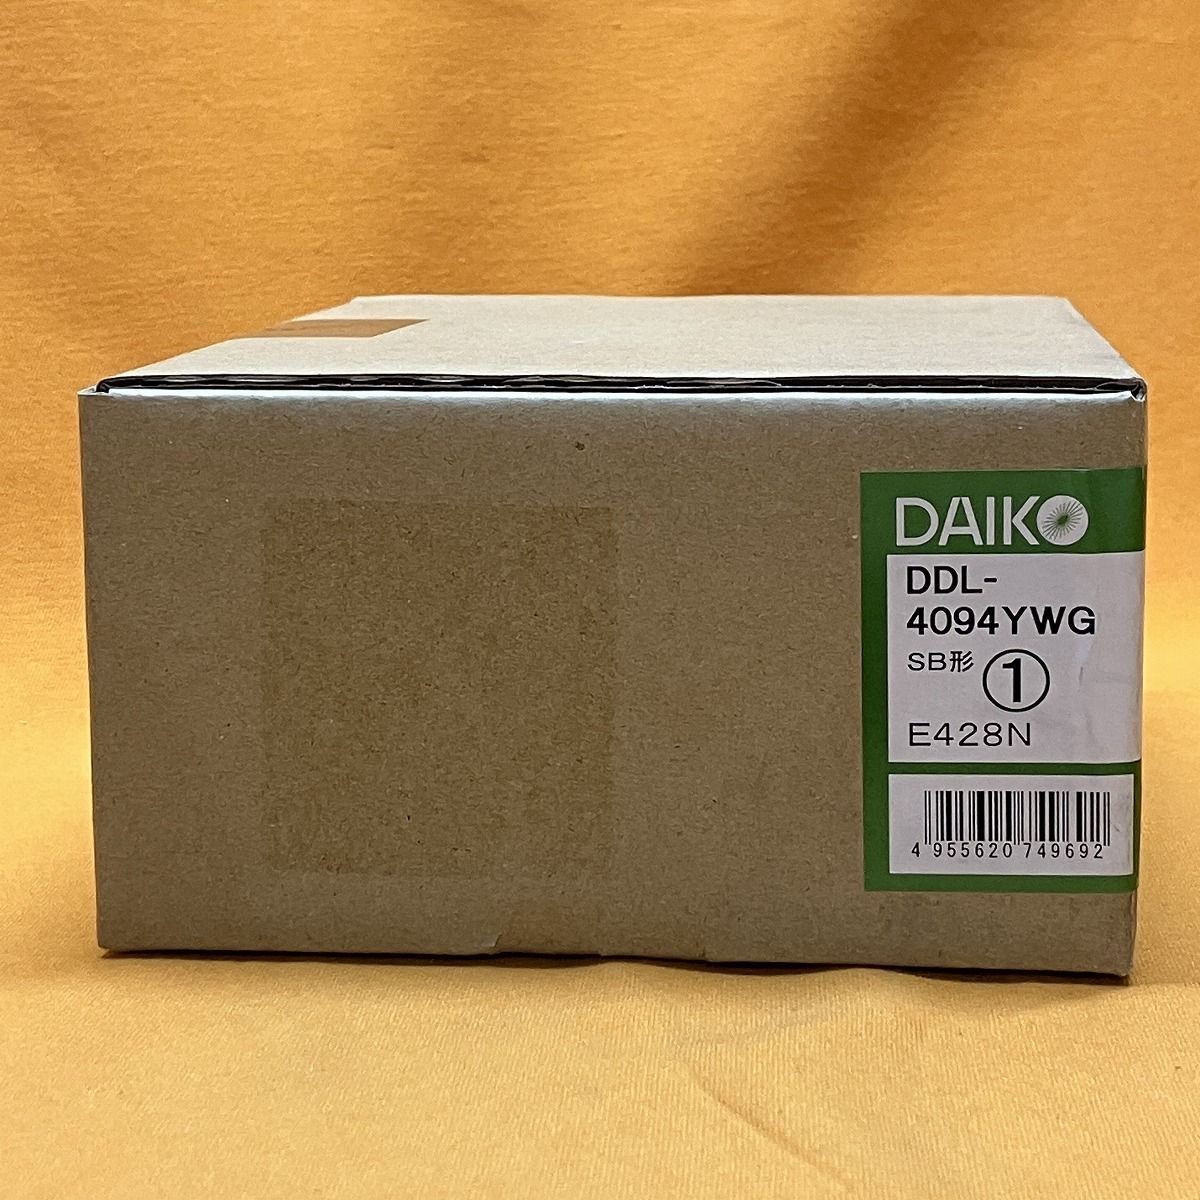 DAIKO
DDL-
4094YWG
SB形 ①
E428N
4 955620 749692